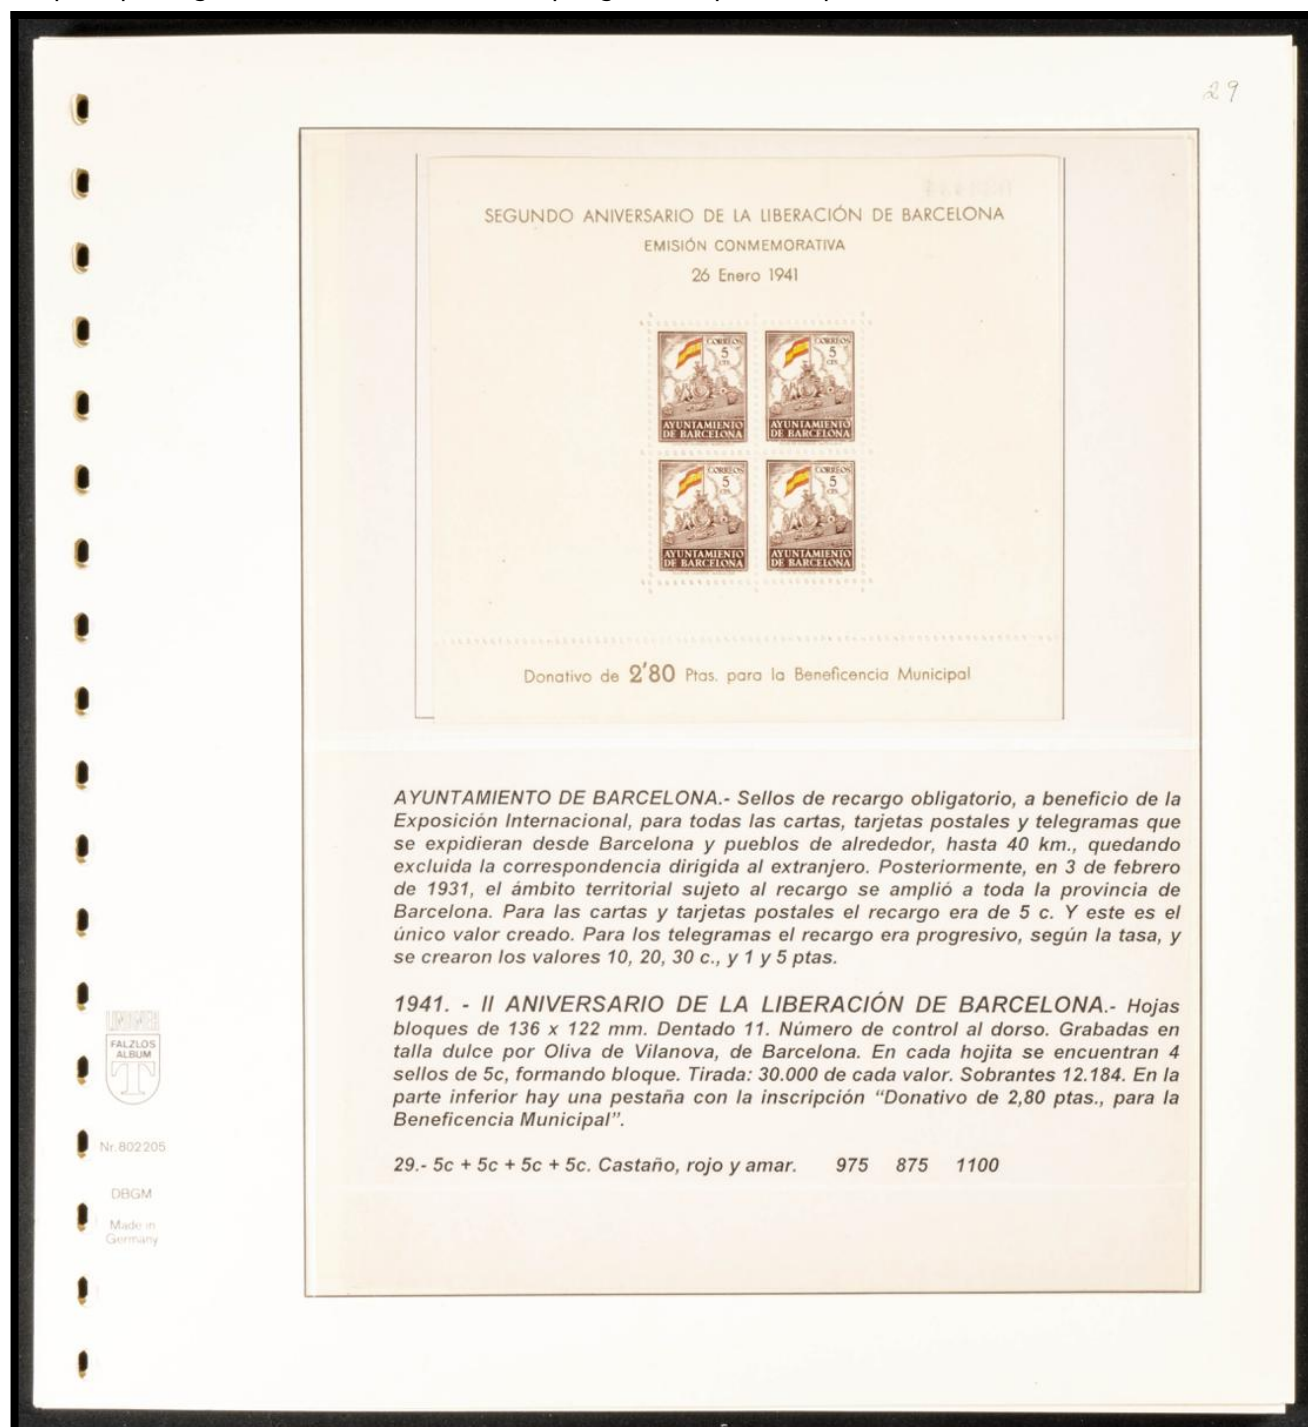 29
SEGUNDO ANIVERSARIO DE LA LIBERACIÓN DE BARCELONA
EMISIÓN CONMEMORATIVA
26 Enero 1941
CORREOS
5
CTS.
AYUNTAMIENTO
DE BARCELONA
CORREOS
5
CTS.
AYUNTAMIENTO
DE BARCELONA
CORREOS
5
CTS.
AYUNTAMIENTO
DE BARCELONA
CORREOS
5
CTS.
AYUNTAMIENTO
DE BARCELONA
Donativo de 2'80 Ptas. para la Beneficencia Municipal
AYUNTAMIENTO DE BARCELONA.- Sellos de recargo obligatorio, a beneficio de la
Exposición Internacional, para todas las cartas, tarjetas postales y telegramas que
se expidieran desde Barcelona y pueblos de alrededor, hasta 40 km., quedando
excluida la correspondencia dirigida al extranjero. Posteriormente, en 3 de febrero
de 1931, el ámbito territorial sujeto al recargo se amplió a toda la provincia de
Barcelona. Para las cartas y tarjetas postales el recargo era de 5 c. Y este es el
único valor creado. Para los telegramas el recargo era progresivo, según la tasa, y
se crearon los valores 10, 20, 30 c., y 1 y 5 ptas.
1941. - II ANIVERSARIO DE LA LIBERACIÓN DE BARCELONA.- Hojas
bloques de 136 x 122 mm. Dentado 11. Número de control al dorso. Grabadas en
talla dulce por Oliva de Vilanova, de Barcelona. En cada hojita se encuentran 4
sellos de 5c, formando bloque. Tirada: 30.000 de cada valor. Sobrantes 12.184. En la
parte inferior hay una pestaña con la inscripción “Donativo de 2,80 ptas., para la
Beneficencia Municipal”.
29.- 5c + 5c + 5c + 5c. Castaño, rojo y amar. 975 875 1100
LINDNER
FALZLOS
ALBUM
T
Nr. 802205
DBGM
Made in
Germany